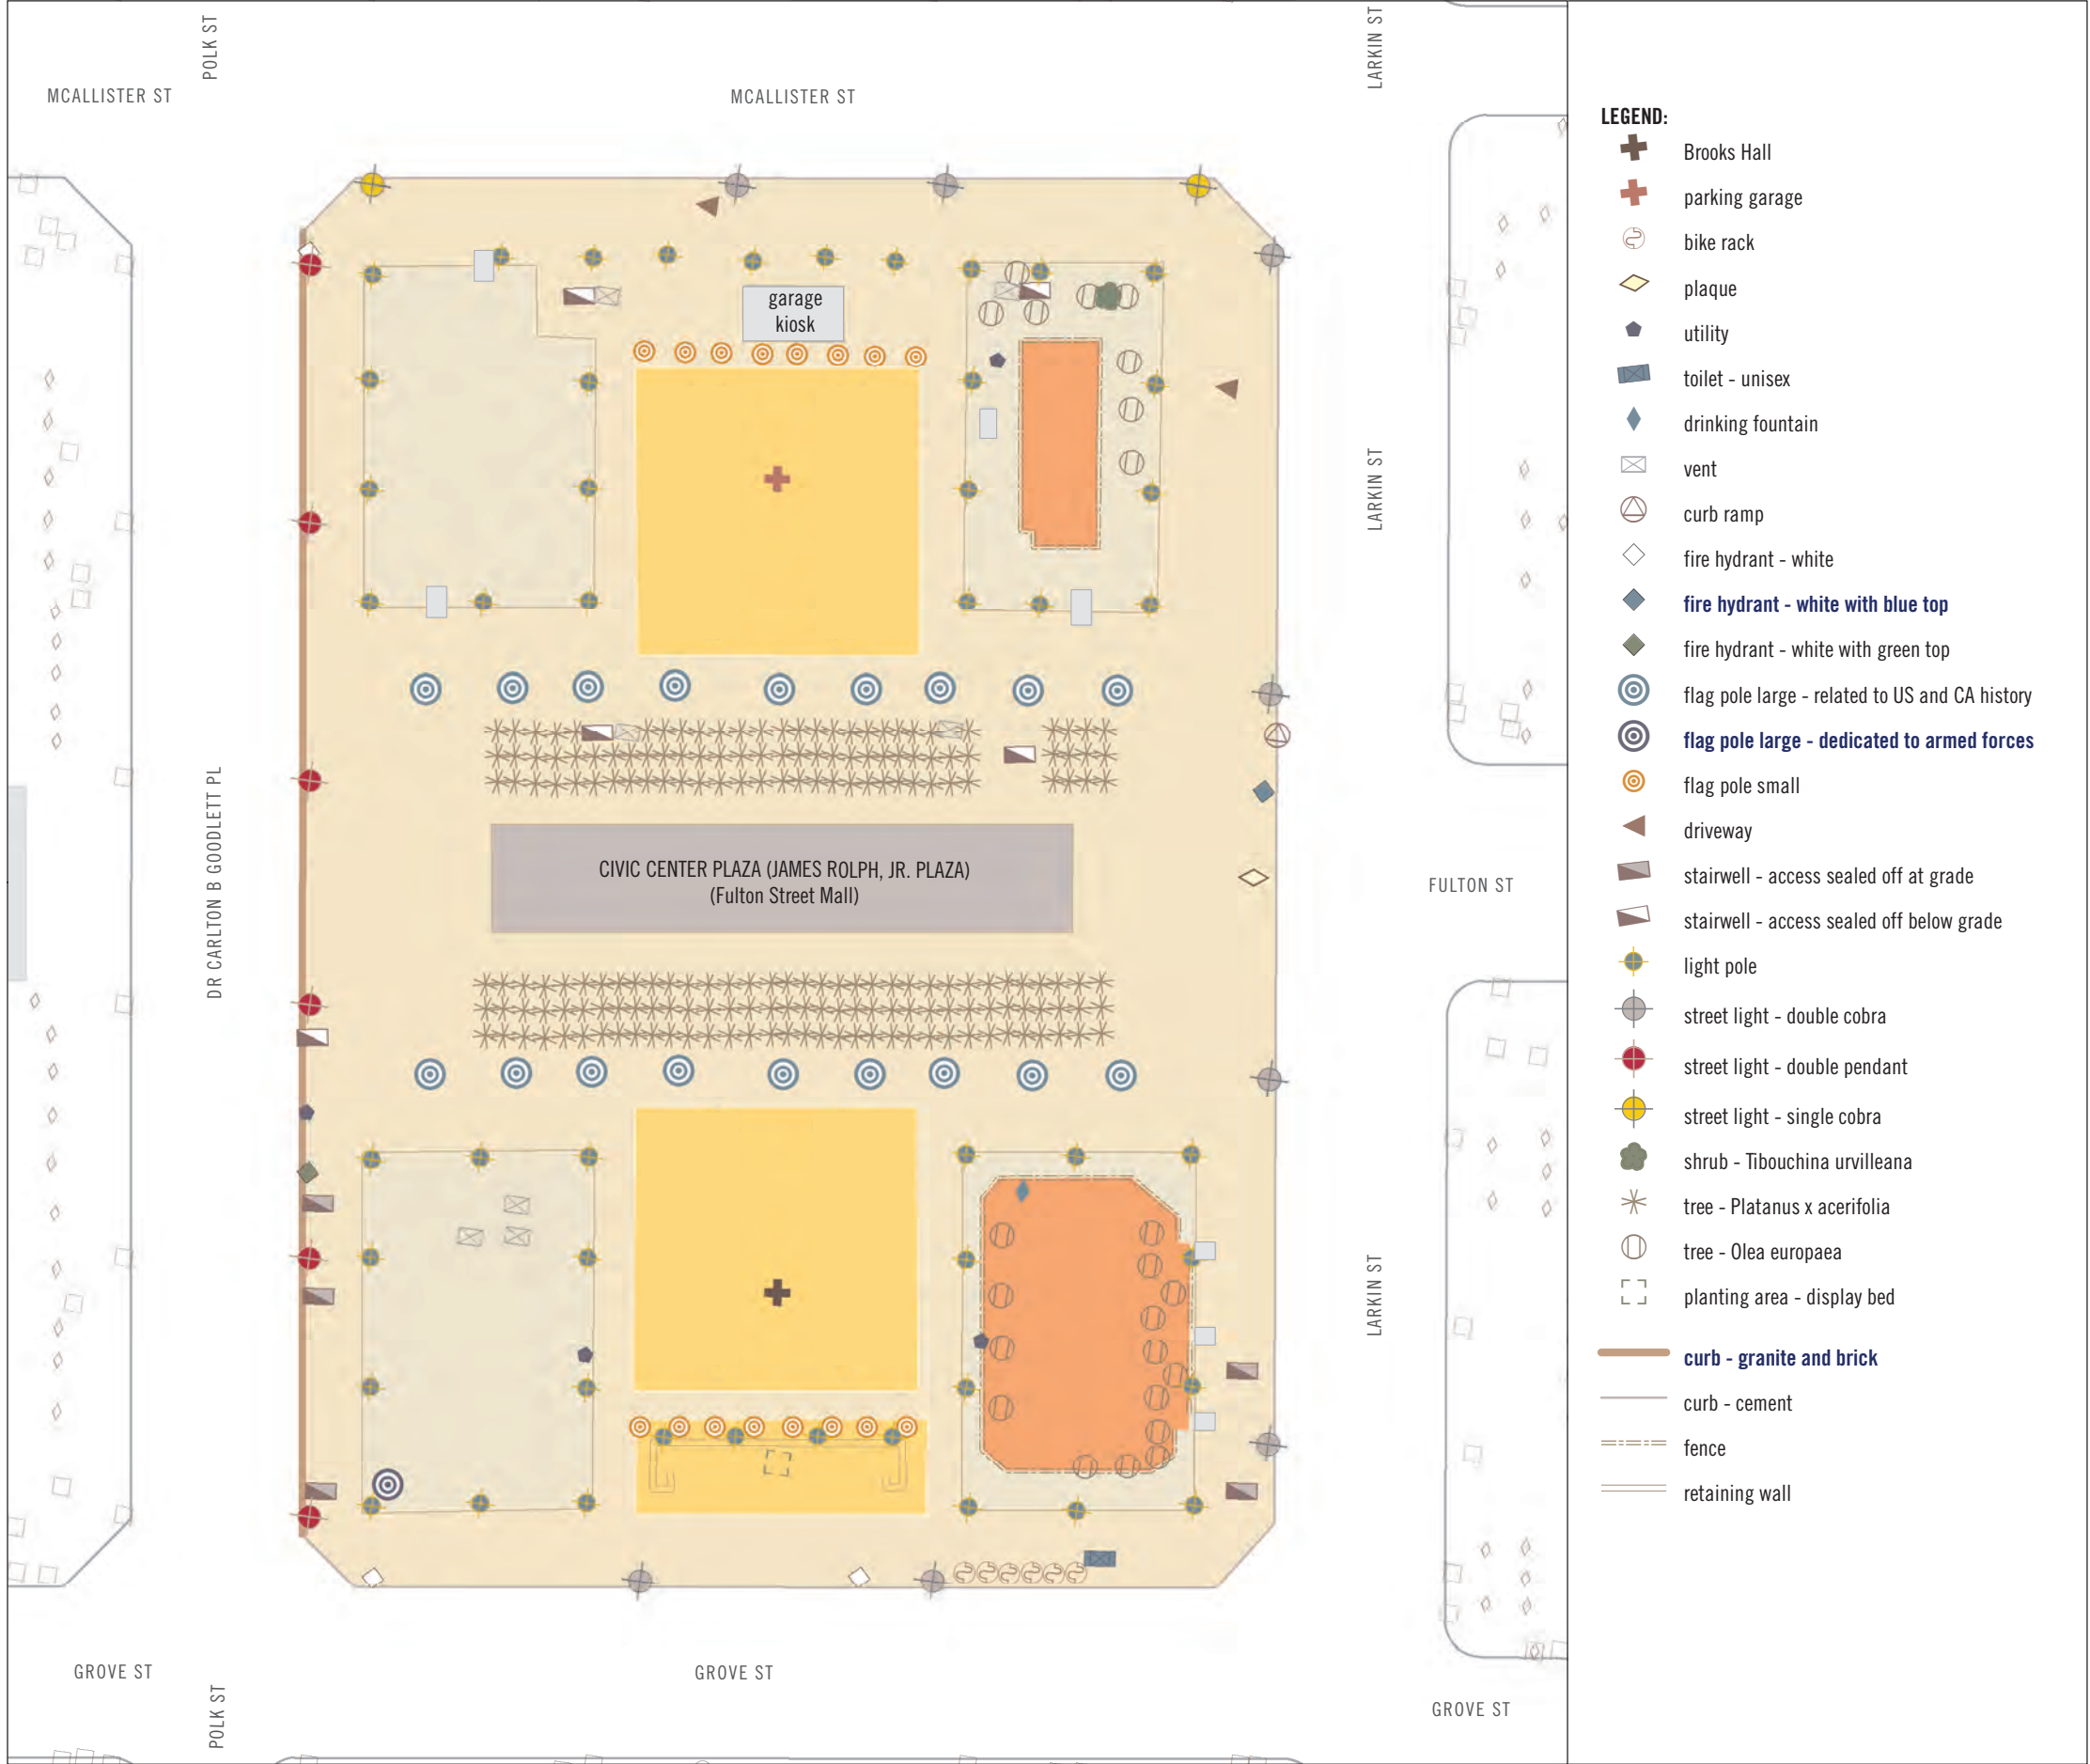 POLK ST
LARKIN ST
MCALLISTER ST
MCALLISTER ST
garage
kiosk
LARKIN ST
DR CARLTON B GOODLETT PL
CIVIC CENTER PLAZA (JAMES ROLPH, JR. PLAZA)
(Fulton Street Mall)
FULTON ST
LARKIN ST
GROVE ST
GROVE ST
POLK ST
GROVE ST
LEGEND:
Brooks Hall
parking garage
bike rack
plaque
utility
toilet - unisex
drinking fountain
vent
curb ramp
fire hydrant - white
fire hydrant - white with blue top
fire hydrant - white with green top
flag pole large - related to US and CA history
flag pole large - dedicated to armed forces
flag pole small
driveway
stairwell - access sealed off at grade
stairwell - access sealed off below grade
light pole
street light - double cobra
street light - double pendant
street light - single cobra
shrub - Tibouchina urvilleana
tree - Platanus x acerifolia
tree - Olea europaea
planting area - display bed
curb - granite and brick
curb - cement
fence
retaining wall